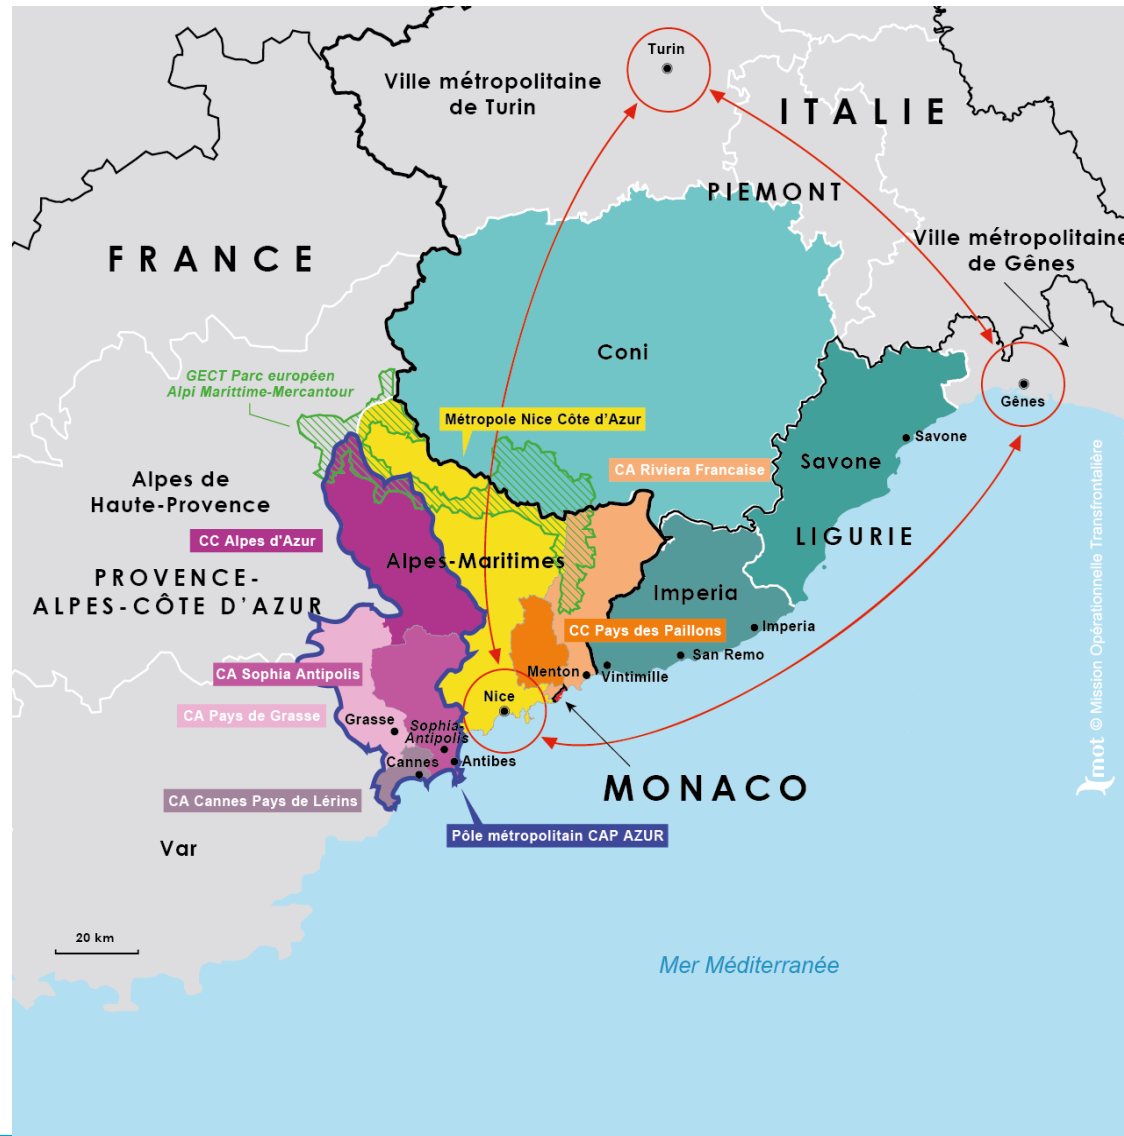 Turin
Ville métropolitaine
de Turin
ITALIE
PIEMONT
FRANCE
Ville métropolitaine
de Gênes
Coni
GECT Parc européen
Alpi Marittime-Mercantour
Gênes
Métropole Nice Côte d'Azur
Savone
CA Riviera Francaise
Savone
Alpes de
Haute-Provence
CC Alpes d'Azur
LIGURIE
Alpes-Maritimes
PROVENCE-
ALPES-CÔTE D'AZUR
Imperia
CC Pays des Paillons
Imperia
San Remo
CA Sophia Antipolis
Menton
Vintimille
Nice
CA Pays de Grasse
Grasse
Sophia-
Antipolis
Cannes
Antibes
MONACO
CA Cannes Pays de Lérins
Pôle métropolitain CAP AZUR
Var
20 km
Mer Méditerranée
mot © Mission Opérationnelle Transfrontalière